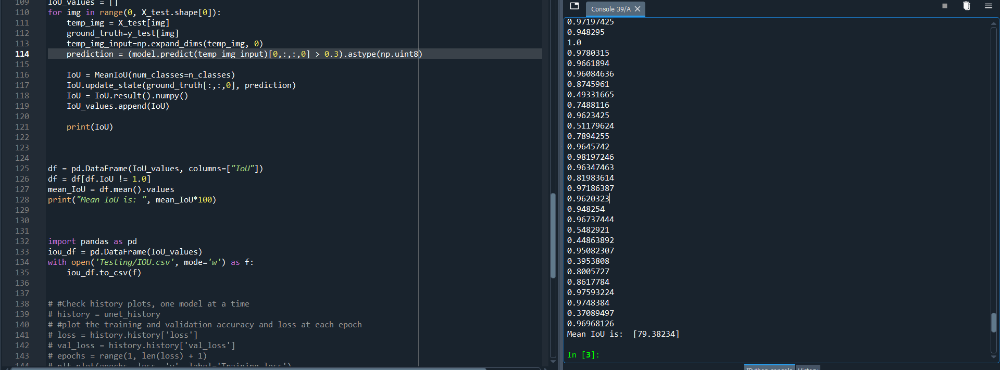 109 IoU_values = []
110 for img in range(0, X_test.shape[0]):
111 temp_img = X_test[img]
112 ground_truth=y_test[img]
113 temp_img_input=np.expand_dims(temp_img, 0)
114 prediction = (model.predict(temp_img_input)[0,:,:,0] > 0.3).astype(np.uint8)
115
116 IoU = MeanIoU(num_classes=n_classes)
117 IoU.update_state(ground_truth[:,:,0], prediction)
118 IoU = IoU.result().numpy()
119 IoU_values.append(IoU)
120
121 print(IoU)
122
123
124
125 df = pd.DataFrame(IoU_values, columns=["IoU"])
126 df = df[df.IoU != 1.0]
127 mean_IoU = df.mean().values
128 print("Mean IoU is: ", mean_IoU*100)
129
130
131
132 import pandas as pd
133 iou_df = pd.DataFrame(IoU_values)
134 with open('Testing/IOU.csv', mode='w') as f:
135 iou_df.to_csv(f)
136
137
138 # #Check history plots, one model at a time
139 # history = unet_history
140 # #plot the training and validation accuracy and loss at each epoch
141 # loss = history.history['loss']
142 # val_loss = history.history['val_loss']
143 # epochs = range(1, len(loss) + 1)
144 # plt.plot(epochs, loss, 'y', label='Training loss')
Console 39/A
0.97197425
0.948295
1.0
0.9780315
0.9661894
0.96084636
0.8745961
0.49331665
0.7488116
0.9623425
0.51179624
0.7894255
0.9645742
0.98197246
0.96347463
0.81983614
0.97186387
0.9620323
0.948254
0.96737444
0.5482921
0.44863892
0.95082307
0.3953808
0.8005727
0.8617784
0.97593224
0.9748384
0.37089497
0.96968126
Mean IoU is: [79.38234]
In [3]:
IPython console History